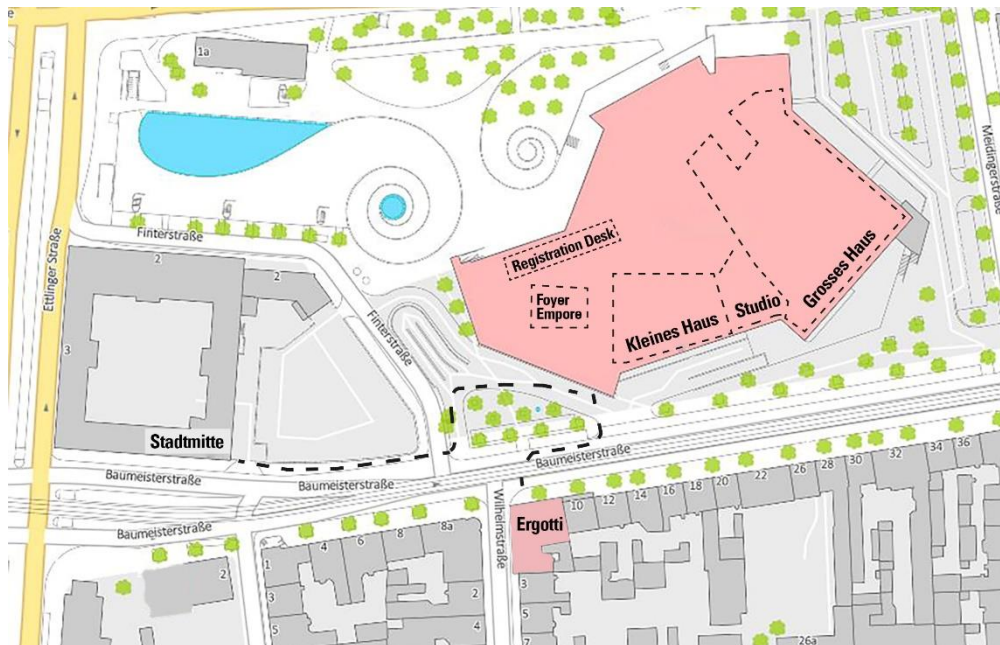 1a
Meidingerstraße
Finterstraße
Registration Desk
Ettlinger Straße
2
2
Foyer
Empore
Kleines Haus
Studio
Grosses Haus
Finterstraße
3
Stadtmitte
Baumeisterstraße
Baumeisterstraße
Baumeisterstraße
Baumeisterstraße
Wilhelmstraße
Ergotti
10
12
14
16
18
20
22
26
28
30
32
34
36
2
1
4
6
8
8a
3
5
2
4
3
5
7
26a